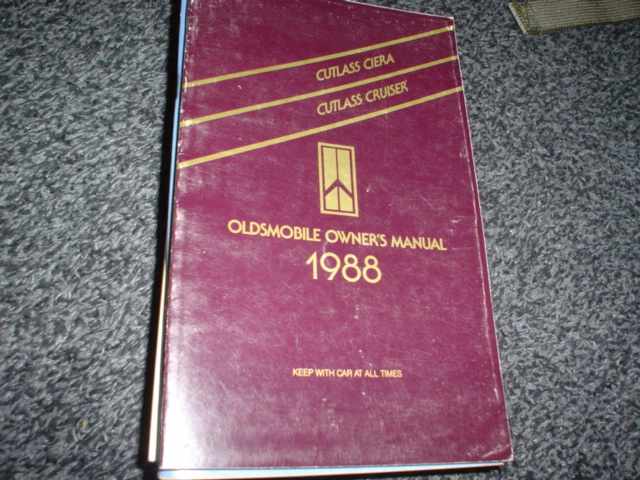 CUTLASS CIERA
CUTLASS CRUISER
OLDSMOBILE OWNER'S MANUAL
1988
KEEP WITH CAR AT ALL TIMES